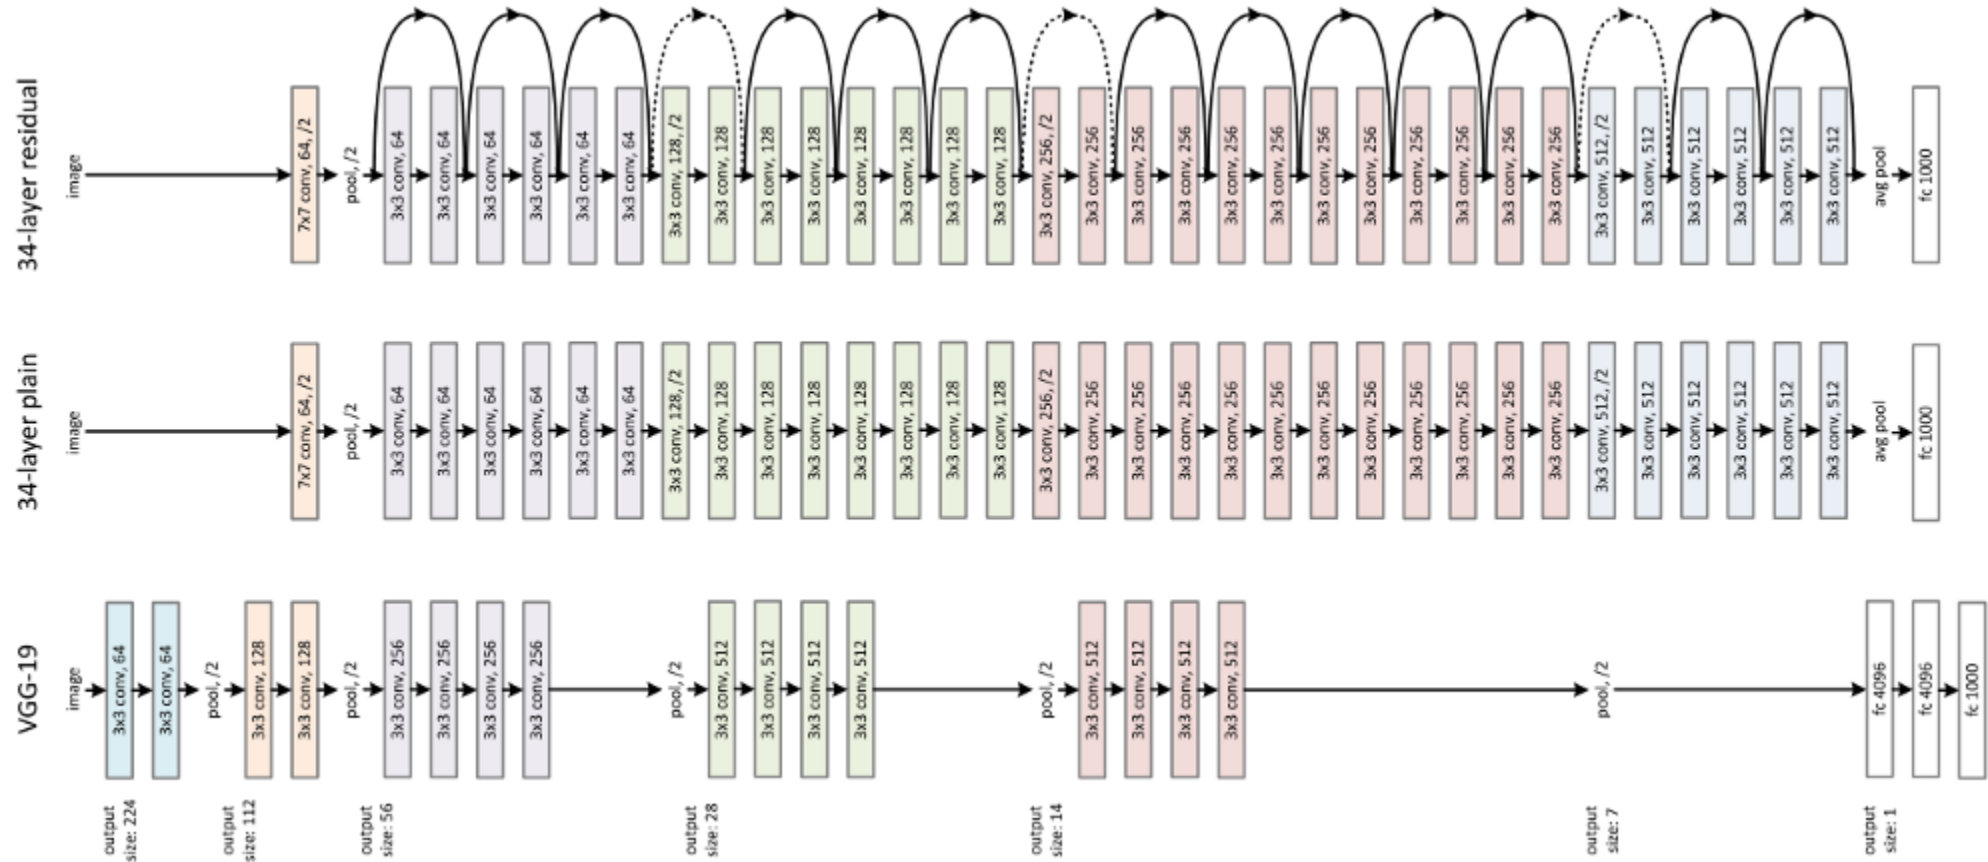 34-layer residual
image
7x7 conv, 64, /2
pool, /2
3x3 conv, 64
3x3 conv, 64
3x3 conv, 64
3x3 conv, 64
3x3 conv, 64
3x3 conv, 64
3x3 conv, 128, /2
3x3 conv, 128
3x3 conv, 128
3x3 conv, 128
3x3 conv, 128
3x3 conv, 128
3x3 conv, 128
3x3 conv, 128
3x3 conv, 256, /2
3x3 conv, 256
3x3 conv, 256
3x3 conv, 256
3x3 conv, 256
3x3 conv, 256
3x3 conv, 256
3x3 conv, 256
3x3 conv, 256
3x3 conv, 256
3x3 conv, 256
3x3 conv, 256
3x3 conv, 512, /2
3x3 conv, 512
3x3 conv, 512
3x3 conv, 512
3x3 conv, 512
3x3 conv, 512
avg pool
fc 1000
34-layer plain
image
7x7 conv, 64, /2
pool, /2
3x3 conv, 64
3x3 conv, 64
3x3 conv, 64
3x3 conv, 64
3x3 conv, 64
3x3 conv, 64
3x3 conv, 128, /2
3x3 conv, 128
3x3 conv, 128
3x3 conv, 128
3x3 conv, 128
3x3 conv, 128
3x3 conv, 128
3x3 conv, 128
3x3 conv, 256, /2
3x3 conv, 256
3x3 conv, 256
3x3 conv, 256
3x3 conv, 256
3x3 conv, 256
3x3 conv, 256
3x3 conv, 256
3x3 conv, 256
3x3 conv, 256
3x3 conv, 256
3x3 conv, 256
3x3 conv, 512, /2
3x3 conv, 512
3x3 conv, 512
3x3 conv, 512
3x3 conv, 512
3x3 conv, 512
avg pool
fc 1000
VGG-19
image
3x3 conv, 64
3x3 conv, 64
pool, /2
3x3 conv, 128
3x3 conv, 128
pool, /2
3x3 conv, 256
3x3 conv, 256
3x3 conv, 256
3x3 conv, 256
pool, /2
3x3 conv, 512
3x3 conv, 512
3x3 conv, 512
3x3 conv, 512
pool, /2
3x3 conv, 512
3x3 conv, 512
3x3 conv, 512
3x3 conv, 512
pool, /2
fc 4096
fc 4096
fc 1000
output
size: 224
output
size: 112
output
size: 56
output
size: 28
output
size: 14
output
size: 7
output
size: 1